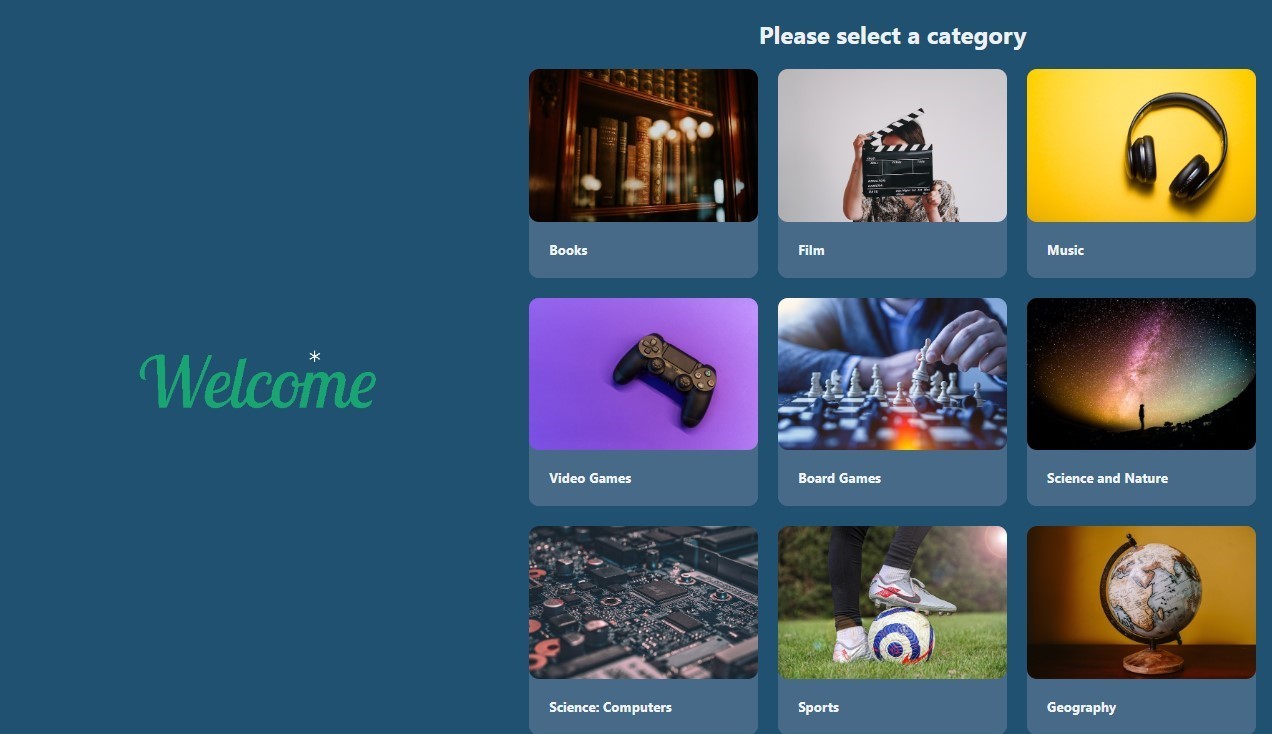 Please select a category
Books
Film
Music
Welcome
*
Video Games
Board Games
Science and Nature
Science: Computers
Sports
Geography